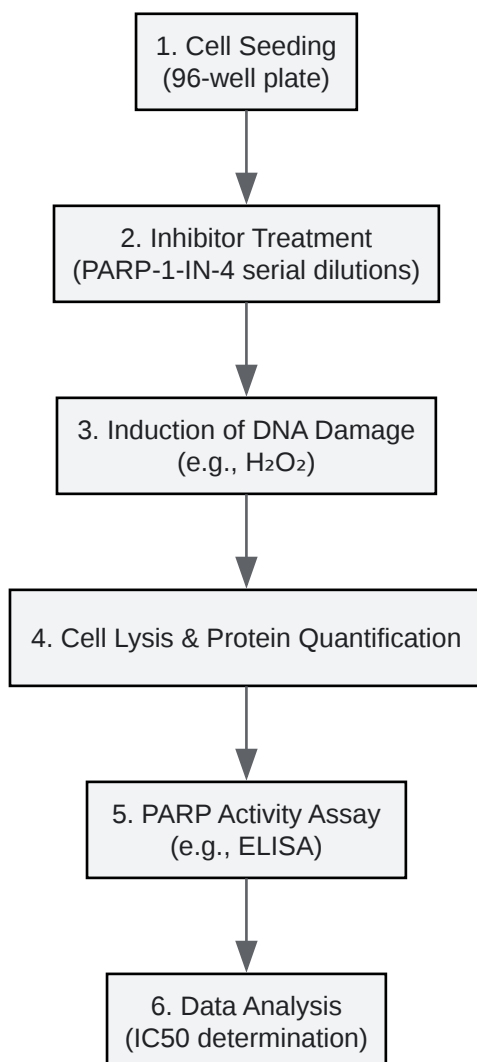 1. Cell Seeding
(96-well plate)
2. Inhibitor Treatment
(PARP-1-IN-4 serial dilutions)
3. Induction of DNA Damage
(e.g., H₂O₂)
4. Cell Lysis & Protein Quantification
5. PARP Activity Assay
(e.g., ELISA)
6. Data Analysis
(IC50 determination)